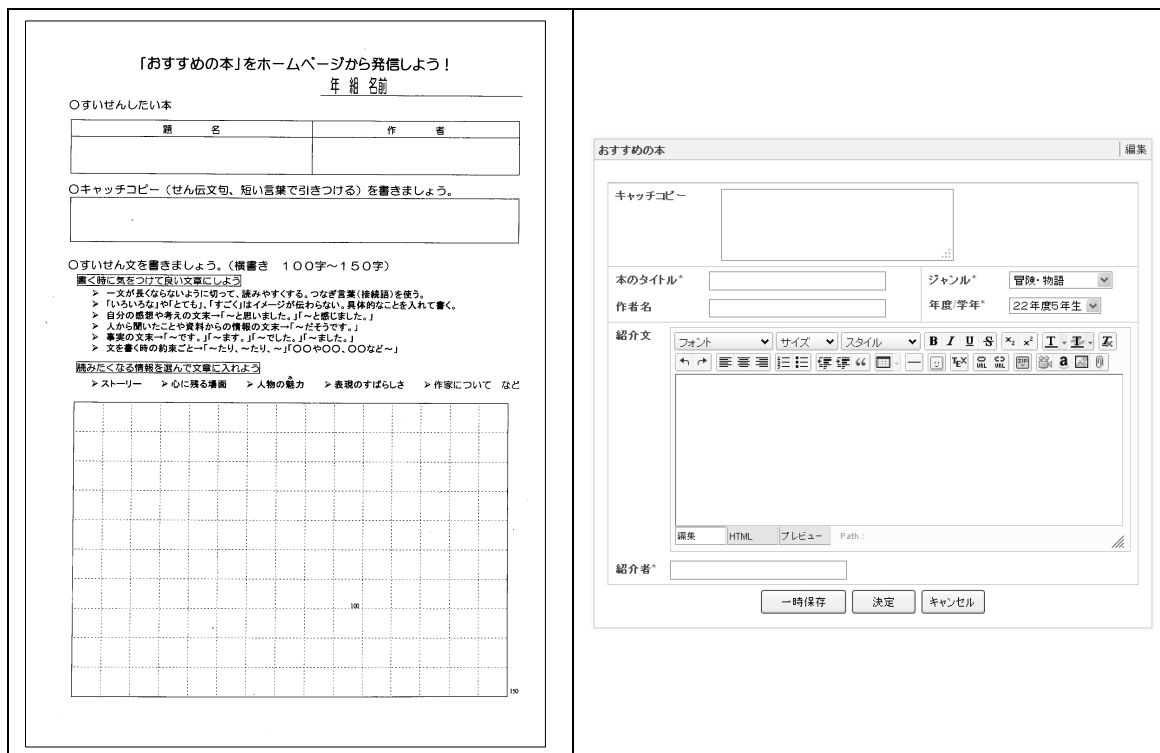 「おすすめの本」をホームページから発信しよう！
年 組 名前
○すいせんしたい本
題 名 作 者
○キャッチコピー（せん伝文句、短い言葉で引きつける）を書きましょう。
○すいせん文を書きましょう。（横書き 100字～150字）
書く時に気をつけて良い文章にしよう
➢ 一文が長くならないように切って、読みやすくする。つなぎ言葉（接続語）を使う。
➢ 「いろいろな」や「とても」、「すごく」はイメージが伝わらない。具体的なことを入れて書く。
➢ 自分の感想や考えの文末→「～と思いました。」「～と感じました。」
➢ 人から聞いたことや資料からの情報の文末→「～だそうです。」
➢ 事実の文末→「～です。」「～ます。」「～でした。」「～ました。」
➢ 文を書く時の約束ごと→「～たり、～たり、～」「〇〇や〇〇、〇〇など～」
読みたくなる情報を選んで文章に入れよう
➢ストーリー ➢心に残る場面 ➢人物の魅力 ➢表現のすばらしさ ➢作家について など
100
150
おすすめの本 編集
キャッチコピー
本のタイトル* ジャンル* 冒険・物語
作者名 年度/学年* 22年度5年生
紹介文
フォント サイズ スタイル B I U S x₂ x² T T
TEX URL URL a
編集 HTML プレビュー Path :
紹介者*
一時保存 決定 キャンセル